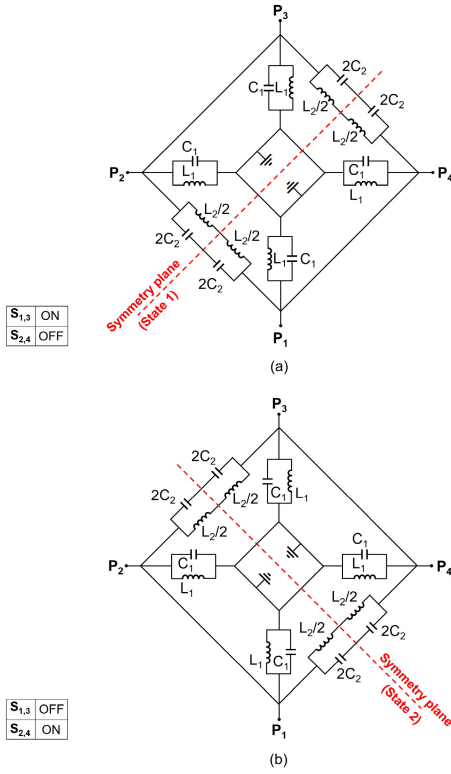 P₃
2C₂
C₁ L₁
2C₂
L₂/2
L₂/2
C₁
P₂
L₁
C₁
P₄
L₁
L₂/2
2C₂
L₂/2
L₁ C₁
2C₂
Symmetry plane
(State 1)
S₁,₃ ON
S₂,₄ OFF
P₁
(a)
P₃
2C₂
2C₂
L₂/2
C₁ L₁
L₂/2
C₁
C₁
P₂
C₁
L₁
P₄
L₁
L₂/2
L₂/2
2C₂
L₁ C₁
2C₂
Symmetry plane
(State 2)
S₁,₃ OFF
S₂,₄ ON
P₁
(b)